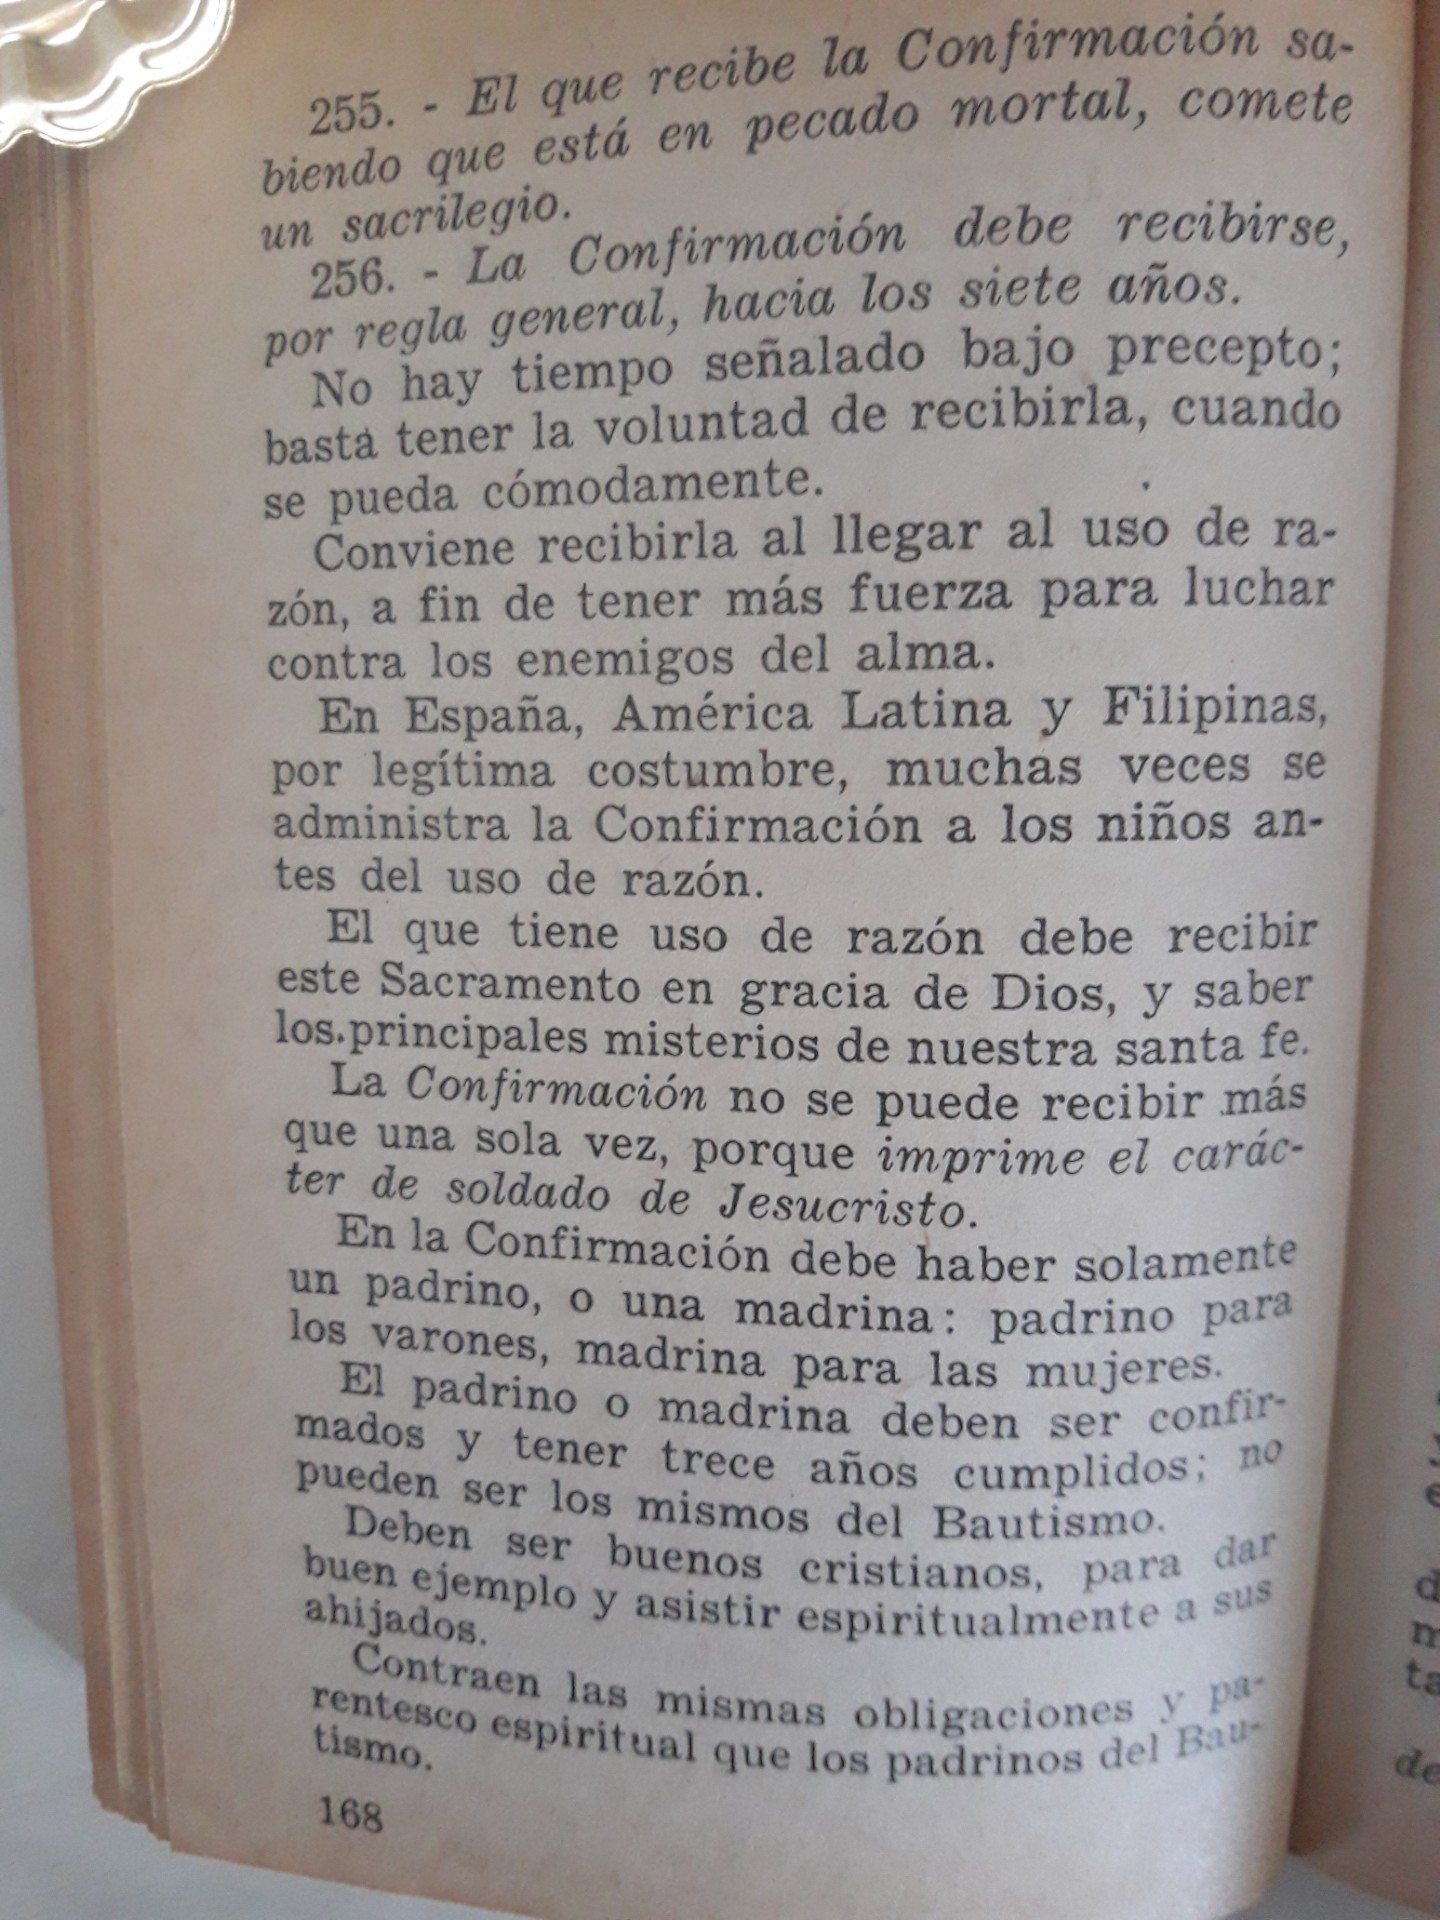 255. - El que recibe la Confirmación sa-
biendo que está en pecado mortal, comete
un sacrilegio.
256. - La Confirmación debe recibirse,
por regla general, hacia los siete años.
No hay tiempo señalado bajo precepto;
basta tener la voluntad de recibirla, cuando
se pueda cómodamente.
Conviene recibirla al llegar al uso de ra-
zón, a fin de tener más fuerza para luchar
contra los enemigos del alma.
En España, América Latina y Filipinas,
por legítima costumbre, muchas veces se
administra la Confirmación a los niños an-
tes del uso de razón.
El que tiene uso de razón debe recibir
este Sacramento en gracia de Dios, y saber
los principales misterios de nuestra santa fe.
La Confirmación no se puede recibir más
que una sola vez, porque imprime el carác-
ter de soldado de Jesucristo.
En la Confirmación debe haber solamente
un padrino, o una madrina: padrino para
los varones, madrina para las mujeres.
El padrino o madrina deben ser confir-
mados y tener trece años cumplidos; no
pueden ser los mismos del Bautismo.
Deben ser buenos cristianos, para dar
buen ejemplo y asistir espiritualmente a sus
ahijados.
Contraen las mismas obligaciones y pa-
rentesco espiritual que los padrinos del Bau-
tismo.
168